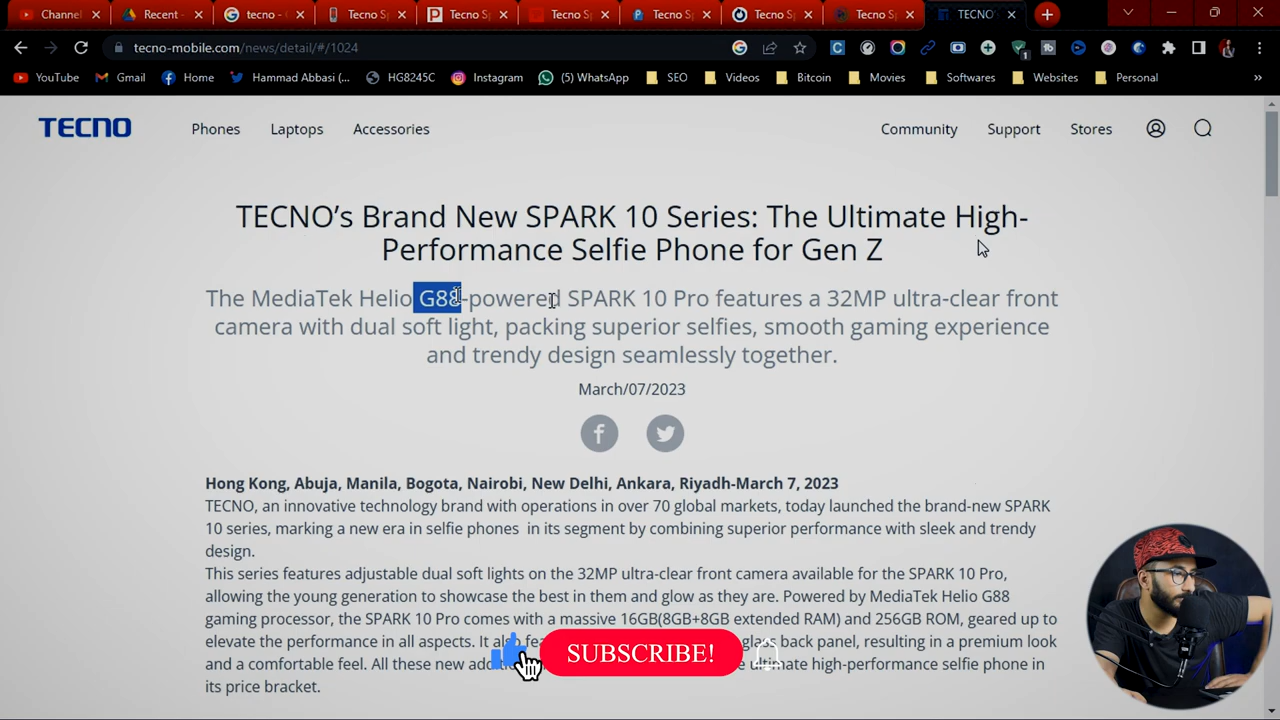 Channel
Recent -
tecno -
Tecno S
Tecno S
Tecno S
Tecno S
Tecno S
Tecno S
TECNO'
tecno-mobile.com/news/detail/#/1024
YouTube
Gmail
Home
Hammad Abbasi (...
HG8245C
Instagram
(5) WhatsApp
SEO
Videos
Bitcoin
Movies
Softwares
Websites
Personal
»
TECNO
Phones
Laptops
Accessories
Community
Support
Stores
TECNO’s Brand New SPARK 10 Series: The Ultimate High-
Performance Selfie Phone for Gen Z
The MediaTek Helio G88-powered SPARK 10 Pro features a 32MP ultra-clear front
camera with dual soft light, packing superior selfies, smooth gaming experience
and trendy design seamlessly together.
March/07/2023
Hong Kong, Abuja, Manila, Bogota, Nairobi, New Delhi, Ankara, Riyadh-March 7, 2023
TECNO, an innovative technology brand with operations in over 70 global markets, today launched the brand-new SPARK
10 series, marking a new era in selfie phones in its segment by combining superior performance with sleek and trendy
design.
This series features adjustable dual soft lights on the 32MP ultra-clear front camera available for the SPARK 10 Pro,
allowing the young generation to showcase the best in them and glow as they are. Powered by MediaTek Helio G88
gaming processor, the SPARK 10 Pro comes with a massive 16GB(8GB+8GB extended RAM) and 256GB ROM, geared up to
elevate the performance in all aspects. It also back panel, resulting in a premium look
and a comfortable feel. All these new ultimate high-performance selfie phone in
its price bracket.
SUBSCRIBE!